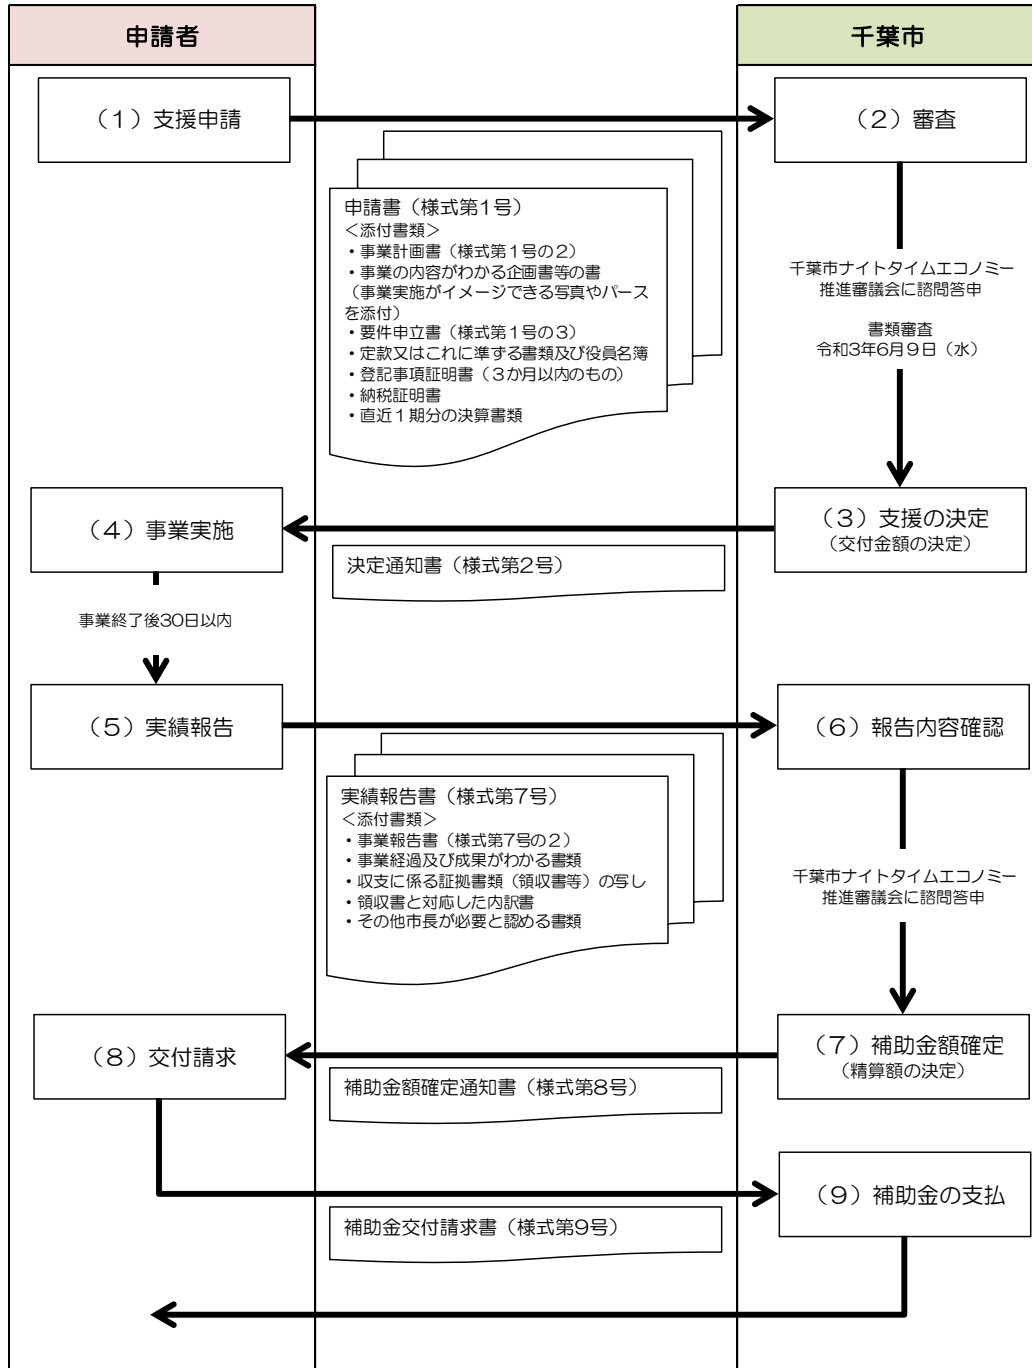 申請者
千葉市
（１）支援申請
（２）審査
申請書（様式第1号）
＜添付書類＞
・事業計画書（様式第１号の２）
・事業の内容がわかる企画書等の書
（事業実施がイメージできる写真やパース
を添付）
・要件申立書（様式第１号の３）
・定款又はこれに準ずる書類及び役員名簿
・登記事項証明書（３か月以内のもの）
・納税証明書
・直近１期分の決算書類
千葉市ナイトタイムエコノミー
推進審議会に諮問答申
書類審査
令和3年6月９日（水）
（４）事業実施
（３）支援の決定
（交付金額の決定）
決定通知書（様式第2号）
事業終了後30日以内
（５）実績報告
（６）報告内容確認
実績報告書（様式第7号）
＜添付書類＞
・事業報告書（様式第7号の２）
・事業経過及び成果がわかる書類
・収支に係る証拠書類（領収書等）の写し
・領収書と対応した内訳書
・その他市長が必要と認める書類
千葉市ナイトタイムエコノミー
推進審議会に諮問答申
（８）交付請求
（７）補助金額確定
（精算額の決定）
補助金額確定通知書（様式第8号）
（９）補助金の支払
補助金交付請求書（様式第9号）